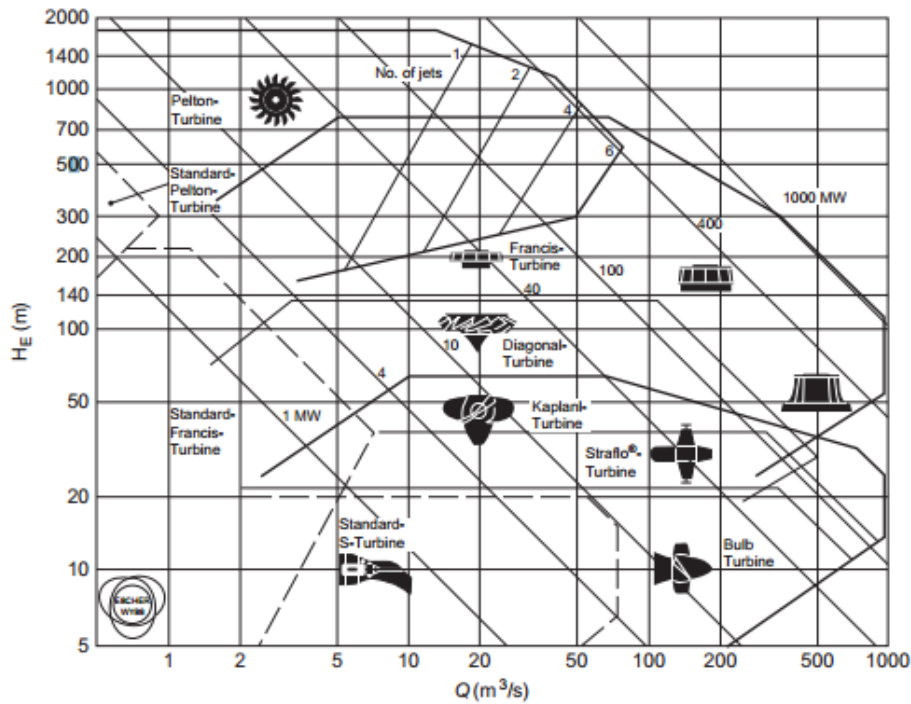 2000
1400
1000
700
500
300
200
140
100
50
20
10
5
H_E (m)
1
2
5
10
20
50
100
200
500
1000
Q (m³/s)
No. of jets
1
2
4
6
Pelton-
Turbine
Standard-
Pelton-
Turbine
1000 MW
400
100
40
10
4
1 MW
Francis-
Turbine
Diagonal-
Turbine
Standard-
Francis-
Turbine
Kaplanl-
Turbine
Straflo®-
Turbine
Standard-
S-Turbine
Bulb
Turbine